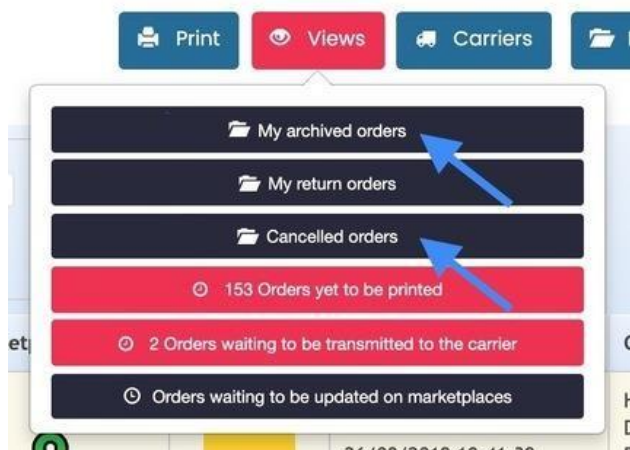 Print
Views
Carriers
My archived orders
My return orders
Cancelled orders
153 Orders yet to be printed
2 Orders waiting to be transmitted to the carrier
Orders waiting to be updated on marketplaces